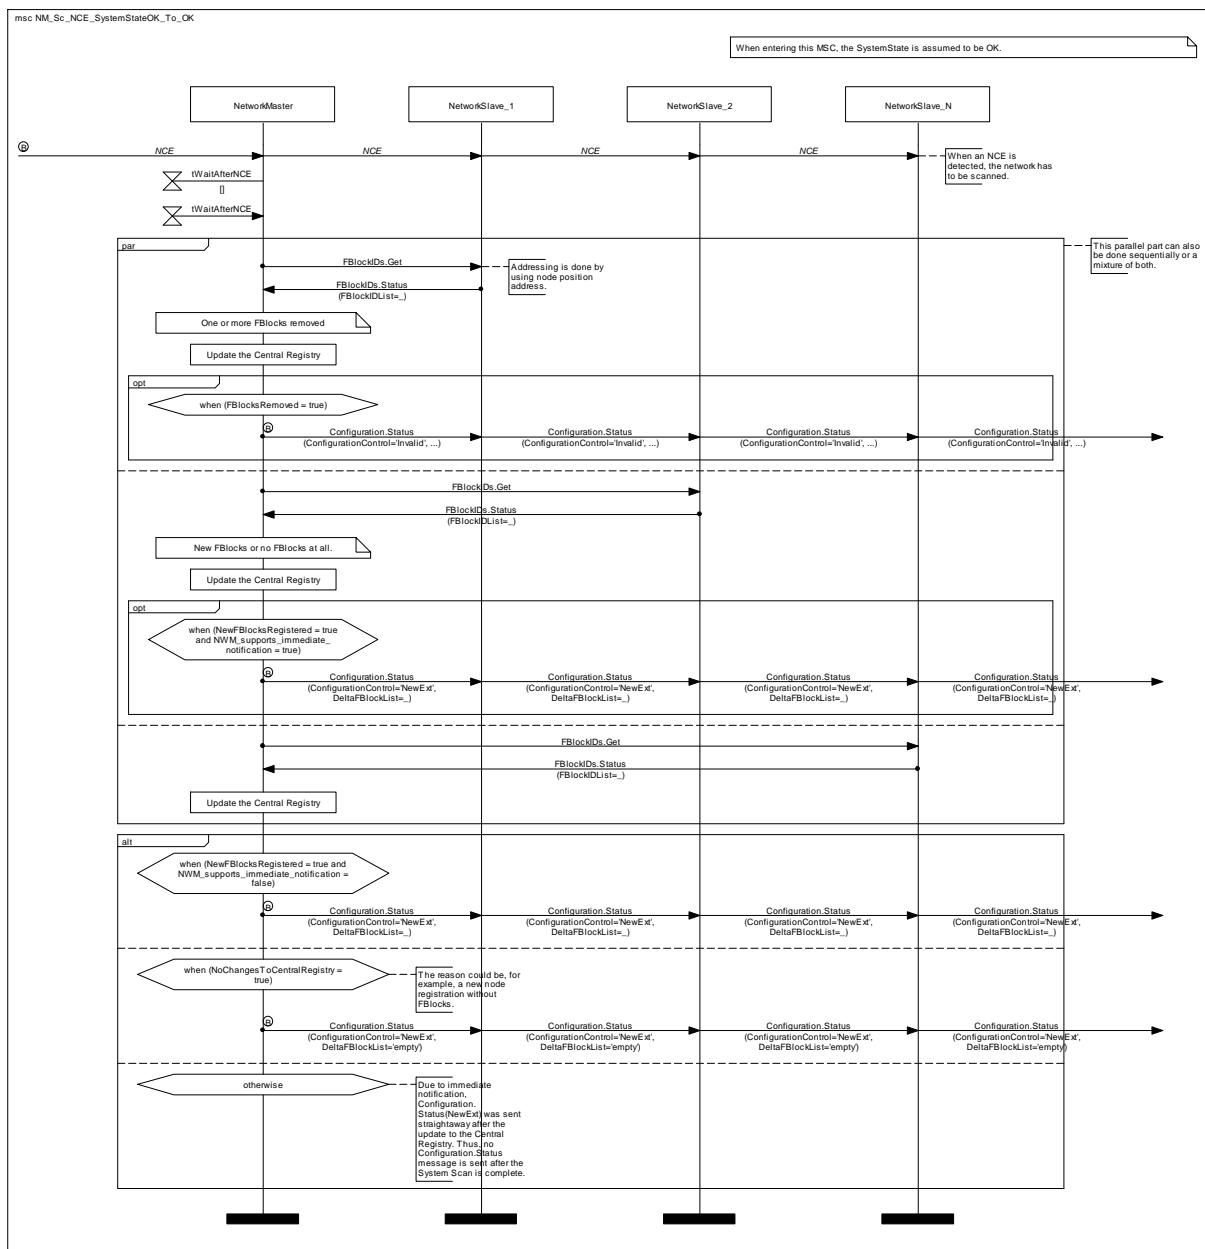 msc NM_Sc_NCE_SystemStateOK_To_OK
When entering this MSC, the SystemState is assumed to be OK.
NetworkMaster
NetworkSlave_1
NetworkSlave_2
NetworkSlave_N
B
NCE
NCE
NCE
NCE
When an NCE is
detected, the network has
to be scanned.
tWaitAfterNCE
[]
tWaitAfterNCE
par
This parallel part can also
be done sequentially or a
mixture of both.
FBlockIDs.Get
Addressing is done by
using node position
address.
FBlockIDs.Status
(FBlockIDList=_)
One or more FBlocks removed
Update the Central Registry
opt
when (FBlocksRemoved = true)
B
Configuration.Status
(ConfigurationControl='Invalid', ...)
Configuration.Status
(ConfigurationControl='Invalid', ...)
Configuration.Status
(ConfigurationControl='Invalid', ...)
Configuration.Status
(ConfigurationControl='Invalid', ...)
FBlockIDs.Get
FBlockIDs.Status
(FBlockIDList=_)
New FBlocks or no FBlocks at all.
Update the Central Registry
opt
when (NewFBlocksRegistered = true
and NWM_supports_immediate_
notification = true)
B
Configuration.Status
(ConfigurationControl='NewExt',
DeltaFBlockList=_)
Configuration.Status
(ConfigurationControl='NewExt',
DeltaFBlockList=_)
Configuration.Status
(ConfigurationControl='NewExt',
DeltaFBlockList=_)
Configuration.Status
(ConfigurationControl='NewExt',
DeltaFBlockList=_)
FBlockIDs.Get
FBlockIDs.Status
(FBlockIDList=_)
Update the Central Registry
alt
when (NewFBlocksRegistered = true and
NWM_supports_immediate_notification =
false)
B
Configuration.Status
(ConfigurationControl='NewExt',
DeltaFBlockList=_)
Configuration.Status
(ConfigurationControl='NewExt',
DeltaFBlockList=_)
Configuration.Status
(ConfigurationControl='NewExt',
DeltaFBlockList=_)
Configuration.Status
(ConfigurationControl='NewExt',
DeltaFBlockList=_)
when (NoChangesToCentralRegistry =
true)
The reason could be, for
example, a new node
registration without
FBlocks.
B
Configuration.Status
(ConfigurationControl='NewExt',
DeltaFBlockList='empty')
Configuration.Status
(ConfigurationControl='NewExt',
DeltaFBlockList='empty')
Configuration.Status
(ConfigurationControl='NewExt',
DeltaFBlockList='empty')
Configuration.Status
(ConfigurationControl='NewExt',
DeltaFBlockList='empty')
otherwise
Due to immediate
notification,
Configuration.
Status(NewExt) was sent
straightaway after the
update to the Central
Registry. Thus, no
Configuration.Status
message is sent after the
System Scan is complete.